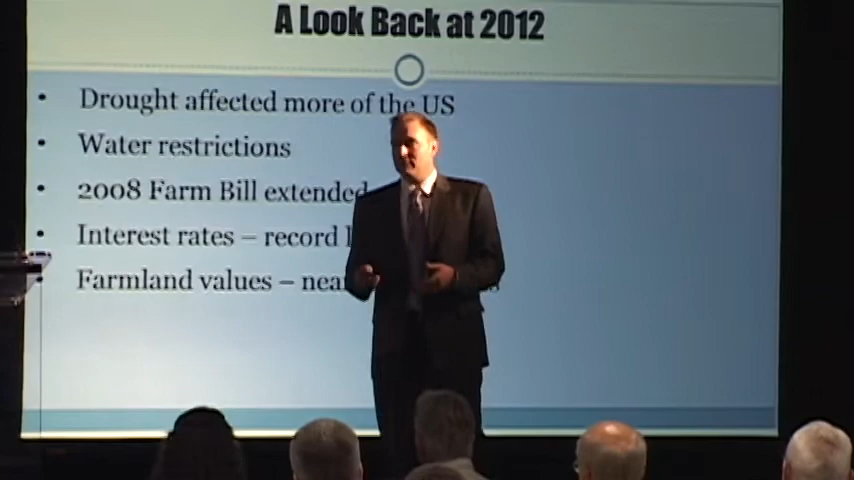 A Look Back at 2012
• Drought affected more of the US
• Water restrictions
• 2008 Farm Bill extended
• Interest rates – record
• Farmland values –